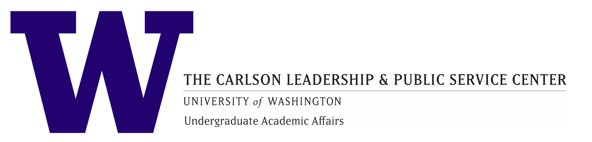 W
THE CARLSON LEADERSHIP & PUBLIC SERVICE CENTER
UNIVERSITY of WASHINGTON
Undergraduate Academic Affairs